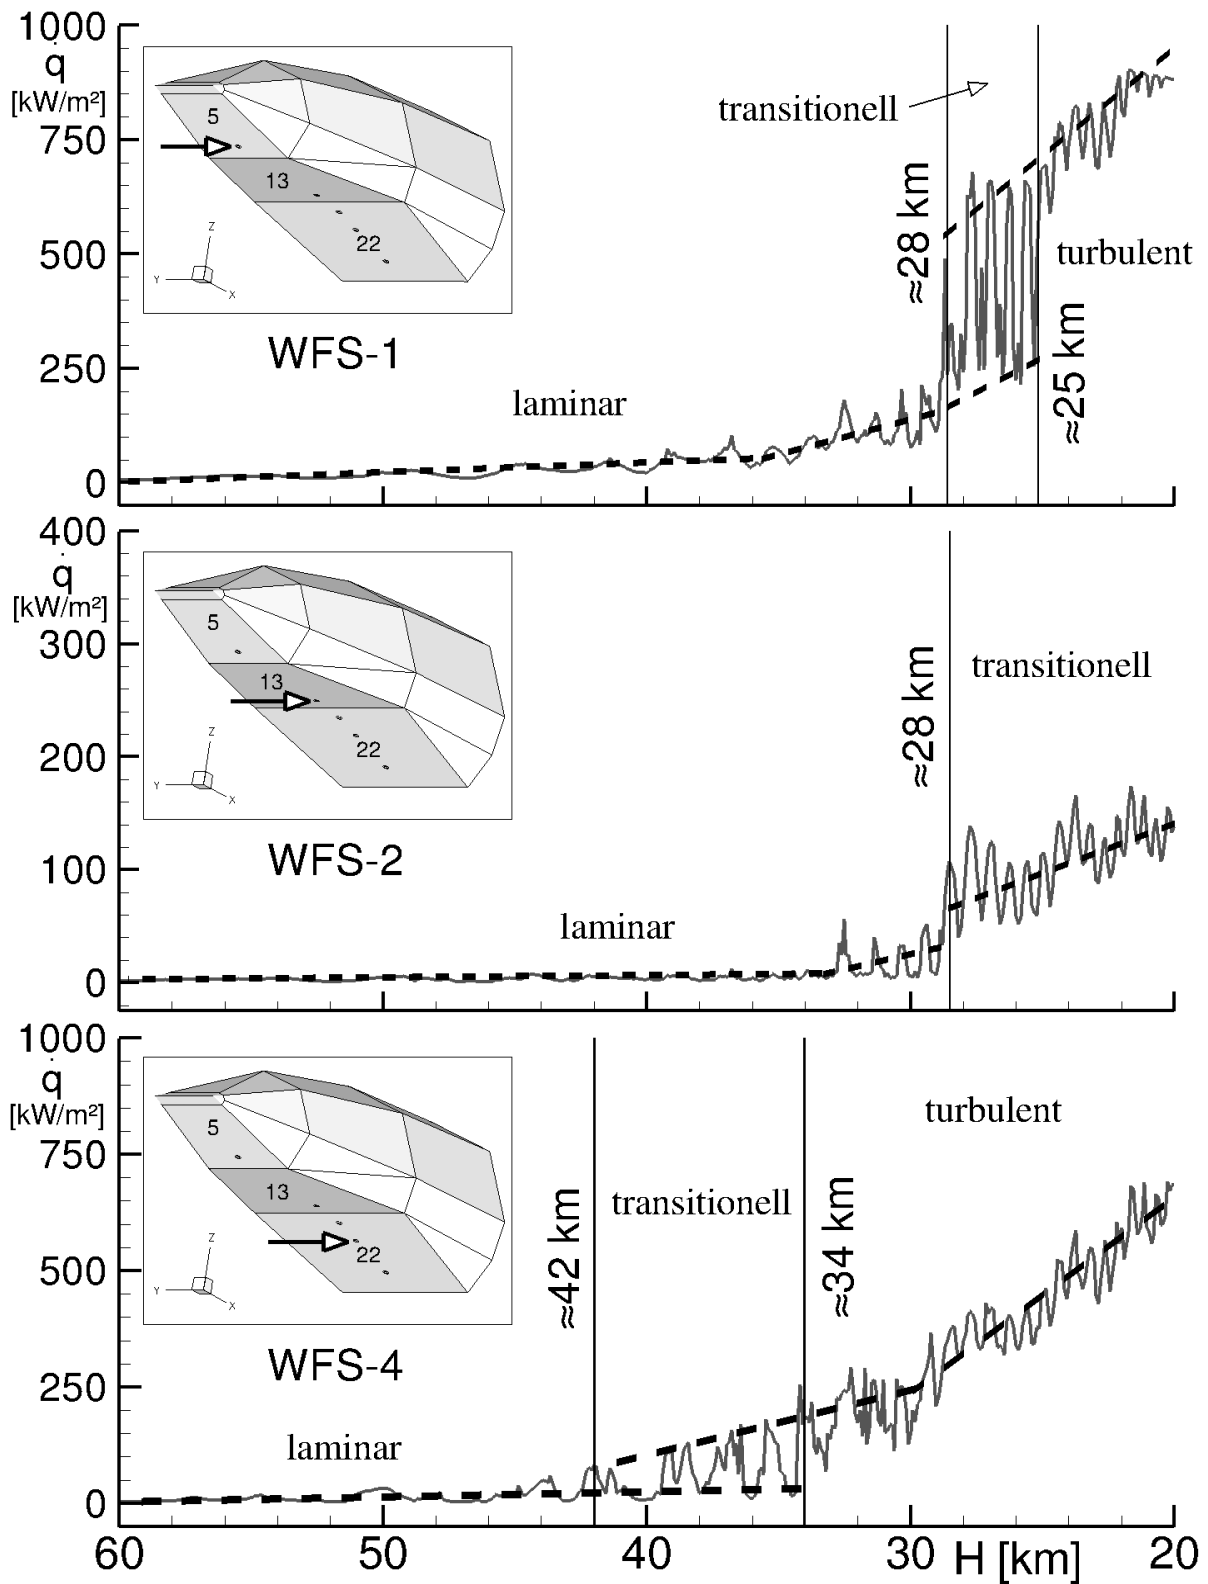 1000
q̇
[kW/m²]
750
500
250
0
5
13
22
Z
Y
X
WFS-1
laminar
transitionell
≈28 km
turbulent
≈25 km
400
q̇
[kW/m²]
300
200
100
0
5
13
22
Z
Y
X
WFS-2
laminar
≈28 km
transitionell
1000
q̇
[kW/m²]
750
500
250
0
5
13
22
Z
Y
X
WFS-4
laminar
≈42 km
transitionell
≈34 km
turbulent
60 50 40 30 H [km] 20